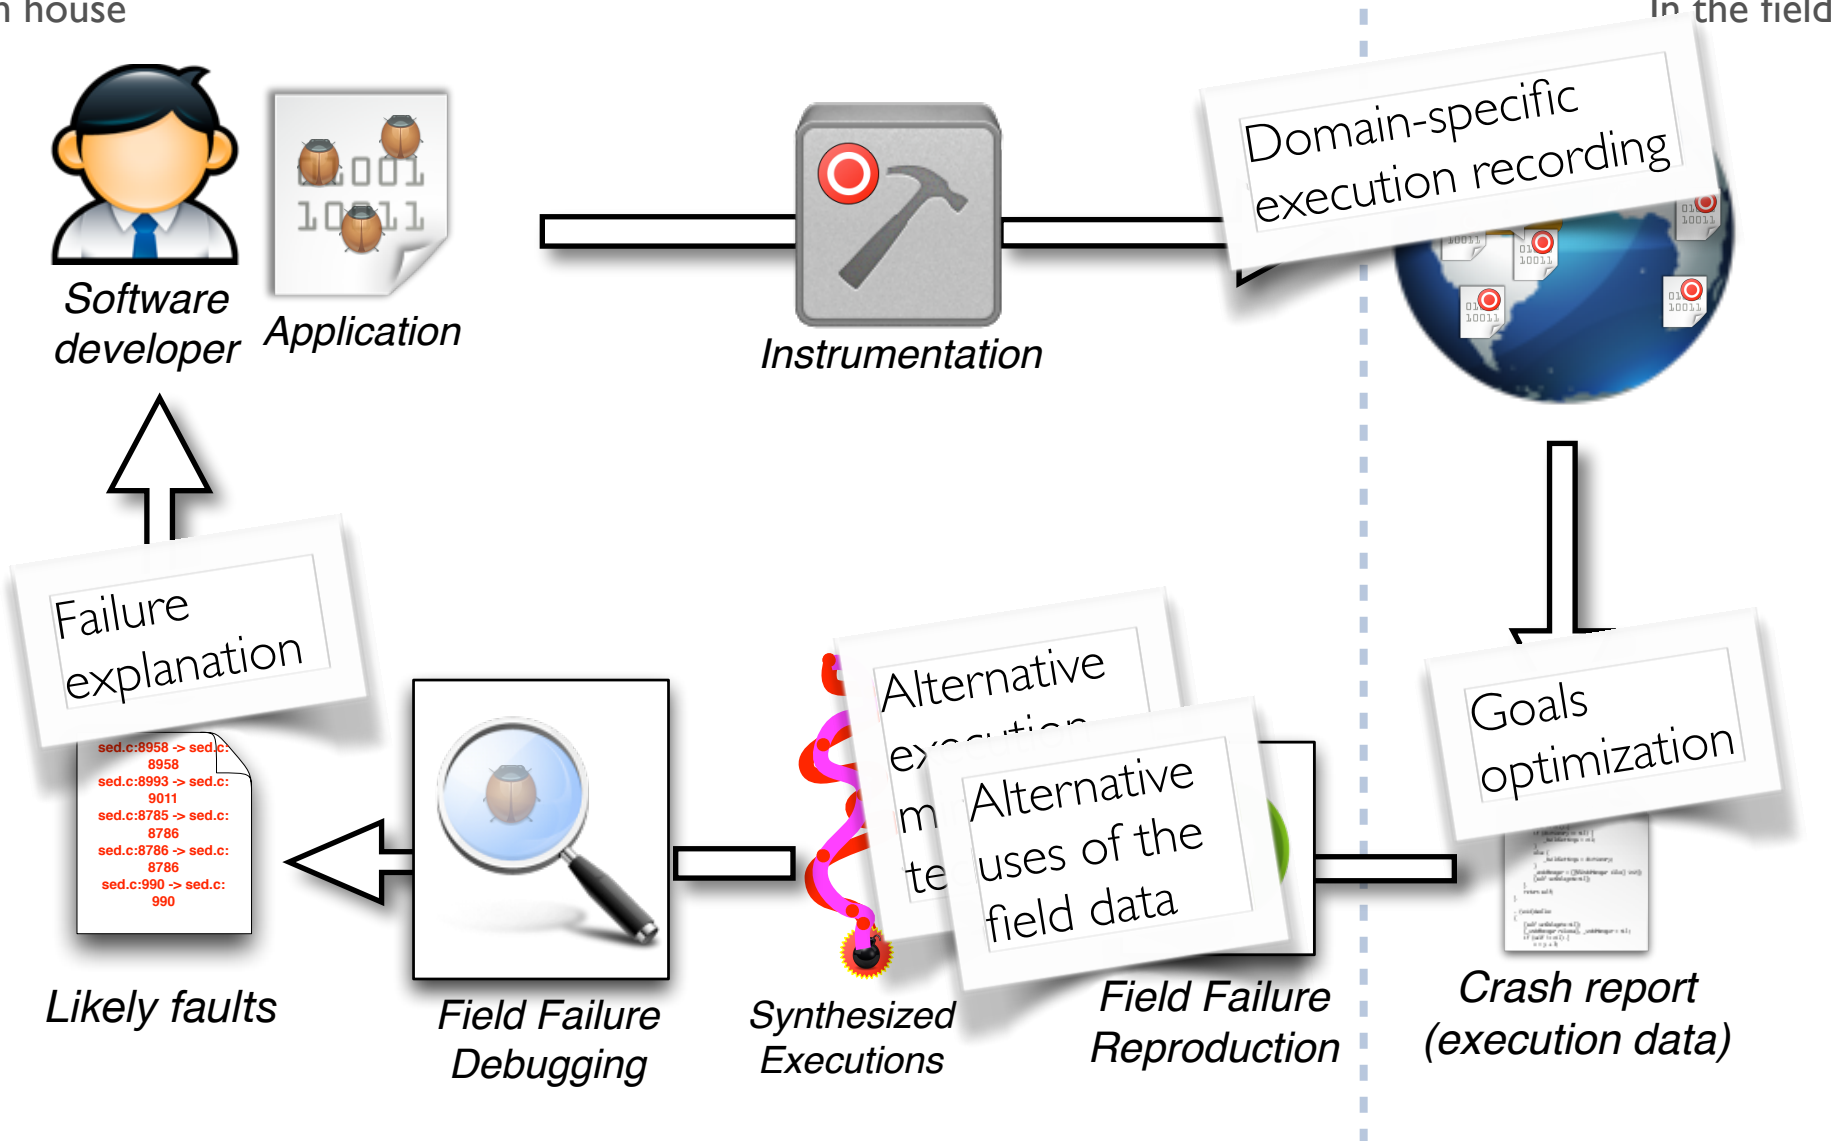 n house
In the field
Domain-specific
execution recording
Software
developer
Application
Instrumentation
Failure
explanation
sed.c:8958 -> sed.c:
8958
sed.c:8993 -> sed.c:
9011
sed.c:8785 -> sed.c:
8786
sed.c:8786 -> sed.c:
8786
sed.c:990 -> sed.c:
990
Alternative
execution
Alternative
uses of the
field data
Goals
optimization
Likely faults
Field Failure
Debugging
Synthesized
Executions
Field Failure
Reproduction
Crash report
(execution data)